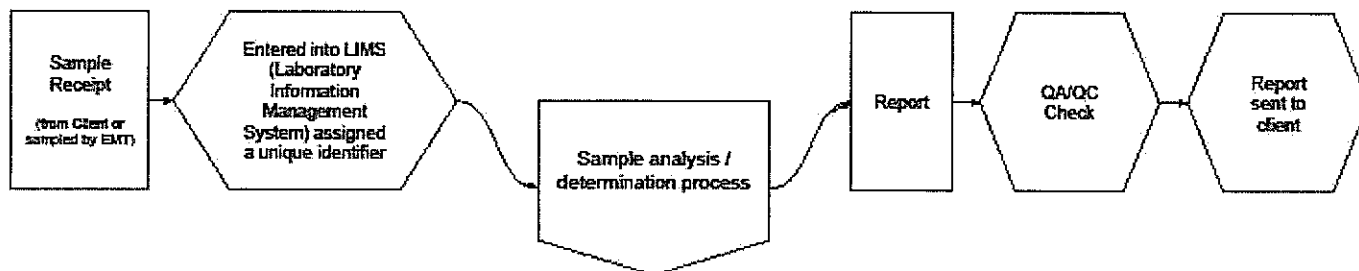 Sample
Receipt
(from Client or
sampled by EMT)
Entered into LIMS
(Laboratory
Information
Management
System) assigned
a unique identifier
Sample analysis /
determination process
Report
QA/QC
Check
Report
sent to
client